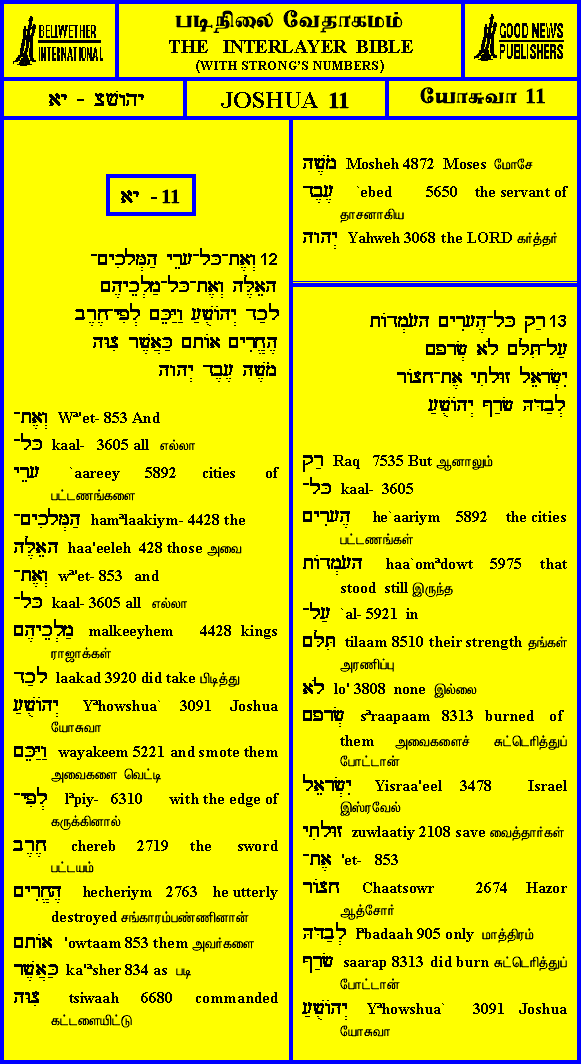 BELLWETHER
INTERNATIONAL
படிநிலை வேதாகமம்
THE INTERLAYER BIBLE
(WITH STRONG'S NUMBERS)
GOOD NEWS
PUBLISHERS
יהושצ - יא
JOSHUA 11
யோசுவா 11
יא - 11
12 וְאֶת־כׇּל־עָרֵי הַמְּלָכִים־
הָאֵלֶּה וְאֶת־כׇּל־מַלְכֵיהֶם
לָכַד יְהוֹשֻׁעַ וַיַּכֵּם לְפִי־חֶרֶב
הֶחֱרִים אוֹתָם כַּאֲשֶׁר צִוָּה
מֹשֶׁה עֶבֶד יְהוָה
וְאֶת־ Wª'et- 853 And
כׇּל־ kaal- 3605 all எல்லா
עָרֵי `aareey 5892 cities of
பட்டணங்களை
הַמְּלָכִים־ hamªlaakiym- 4428 the
הָאֵלֶּה haa'eeleh 428 those அவை
וְאֶת־ wª'et- 853 and
כׇּל־ kaal- 3605 all எல்லா
מַלְכֵיהֶם malkeeyhem 4428 kings
ராஜாக்கள்
לָכַד laakad 3920 did take பிடித்து
יְהוֹשֻׁעַ Yªhowshua` 3091 Joshua
யோசுவா
וַיַּכֵּם wayakeem 5221 and smote them
அவைகளை வெட்டி
לְפִי־ lªpiy- 6310 with the edge of
கருக்கினால்
חֶרֶב chereb 2719 the sword
பட்டயம்
הֶחֱרִים hecheriym 2763 he utterly
destroyed சங்காரம்பண்ணினான்
אוֹתָם 'owtaam 853 them அவர்களை
כַּאֲשֶׁר ka'ªsher 834 as படி
צִוָּה tsiwaah 6680 commanded
கட்டளையிட்டு
מֹשֶׁה Mosheh 4872 Moses மோசே
עֶבֶד `ebed 5650 the servant of
தாசனாகிய
יְהוָה Yahweh 3068 the LORD கர்த்தர்
13 רַק כׇּל־הֶעָרִים הָעֹמְדוֹת
עַל־תִּלָּם לֹא שְׂרָפָם
יִשְׂרָאֵל זוּלָתִי אֶת־חָצוֹר
לְבַדָּהּ שָׂרַף יְהוֹשֻׁעַ
רַק Raq 7535 But ஆனாலும்
כׇּל־ kaal- 3605
הֶעָרִים he`aariym 5892 the cities
பட்டணங்கள்
הָעֹמְדוֹת haa`omªdowt 5975 that
stood still இருந்த
עַל־ `al- 5921 in
תִּלָּם tilaam 8510 their strength தங்கள்
அரணிப்பு
לֹא lo' 3808 none இல்லை
שְׂרָפָם sªraapaam 8313 burned of
them அவைகளைச் சுட்டெரித்துப்
போட்டான்
יִשְׂרָאֵל Yisraa'eel 3478 Israel
இஸ்ரவேல்
זוּלָתִי zuwlaatiy 2108 save வைத்தார்கள்
אֶת־ 'et- 853
חָצוֹר Chaatsowr 2674 Hazor
ஆத்சோர்
לְבַדָּהּ lªbadaah 905 only மாத்திரம்
שָׂרַף saarap 8313 did burn சுட்டெரித்துப்
போட்டான்
יְהוֹשֻׁעַ Yªhowshua` 3091 Joshua
யோசுவா